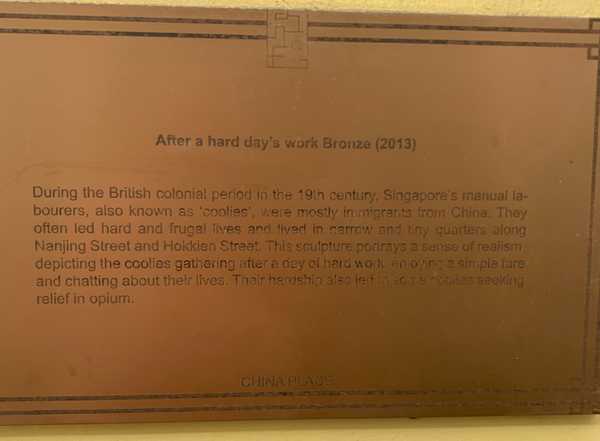 After a hard day's work Bronze (2013)
During the British colonial period in the 19th century, Singapore's manual la-
bourers, also known as 'coolies', were mostly immigrants from China. They
often led hard and frugal lives and lived in narrow and tiny quarters along
Nanjing Street and Hokkien Street. This sculpture portrays a sense of realism,
depicting the coolies gathering after a day of hard work, enjoying a simple fare
and chatting about their lives. Their hardship also led to some coolies seeking
relief in opium.
CHINA PLACE